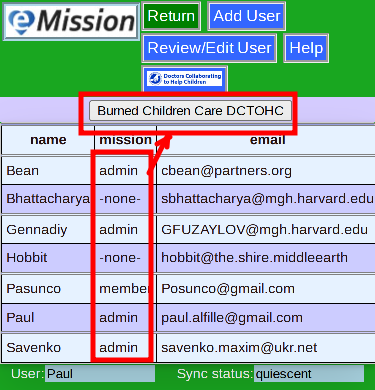 eMission
Return Add User
Review/Edit User Help
Doctors Collaborating
to Help Children
Burned Children Care DCTOHC
name mission email
Bean admin cbean@partners.org
Bhattacharya -none- sbhattacharya@mgh.harvard.edu
Gennadiy admin GFUZAYLOV@mgh.harvard.edu
Hobbit -none- hobbit@the.shire.middleearth
Pasunco member Posunco@gmail.com
Paul admin paul.alfille@gmail.com
Savenko admin savenko.maxim@ukr.net
User: Paul Sync status: quiescent